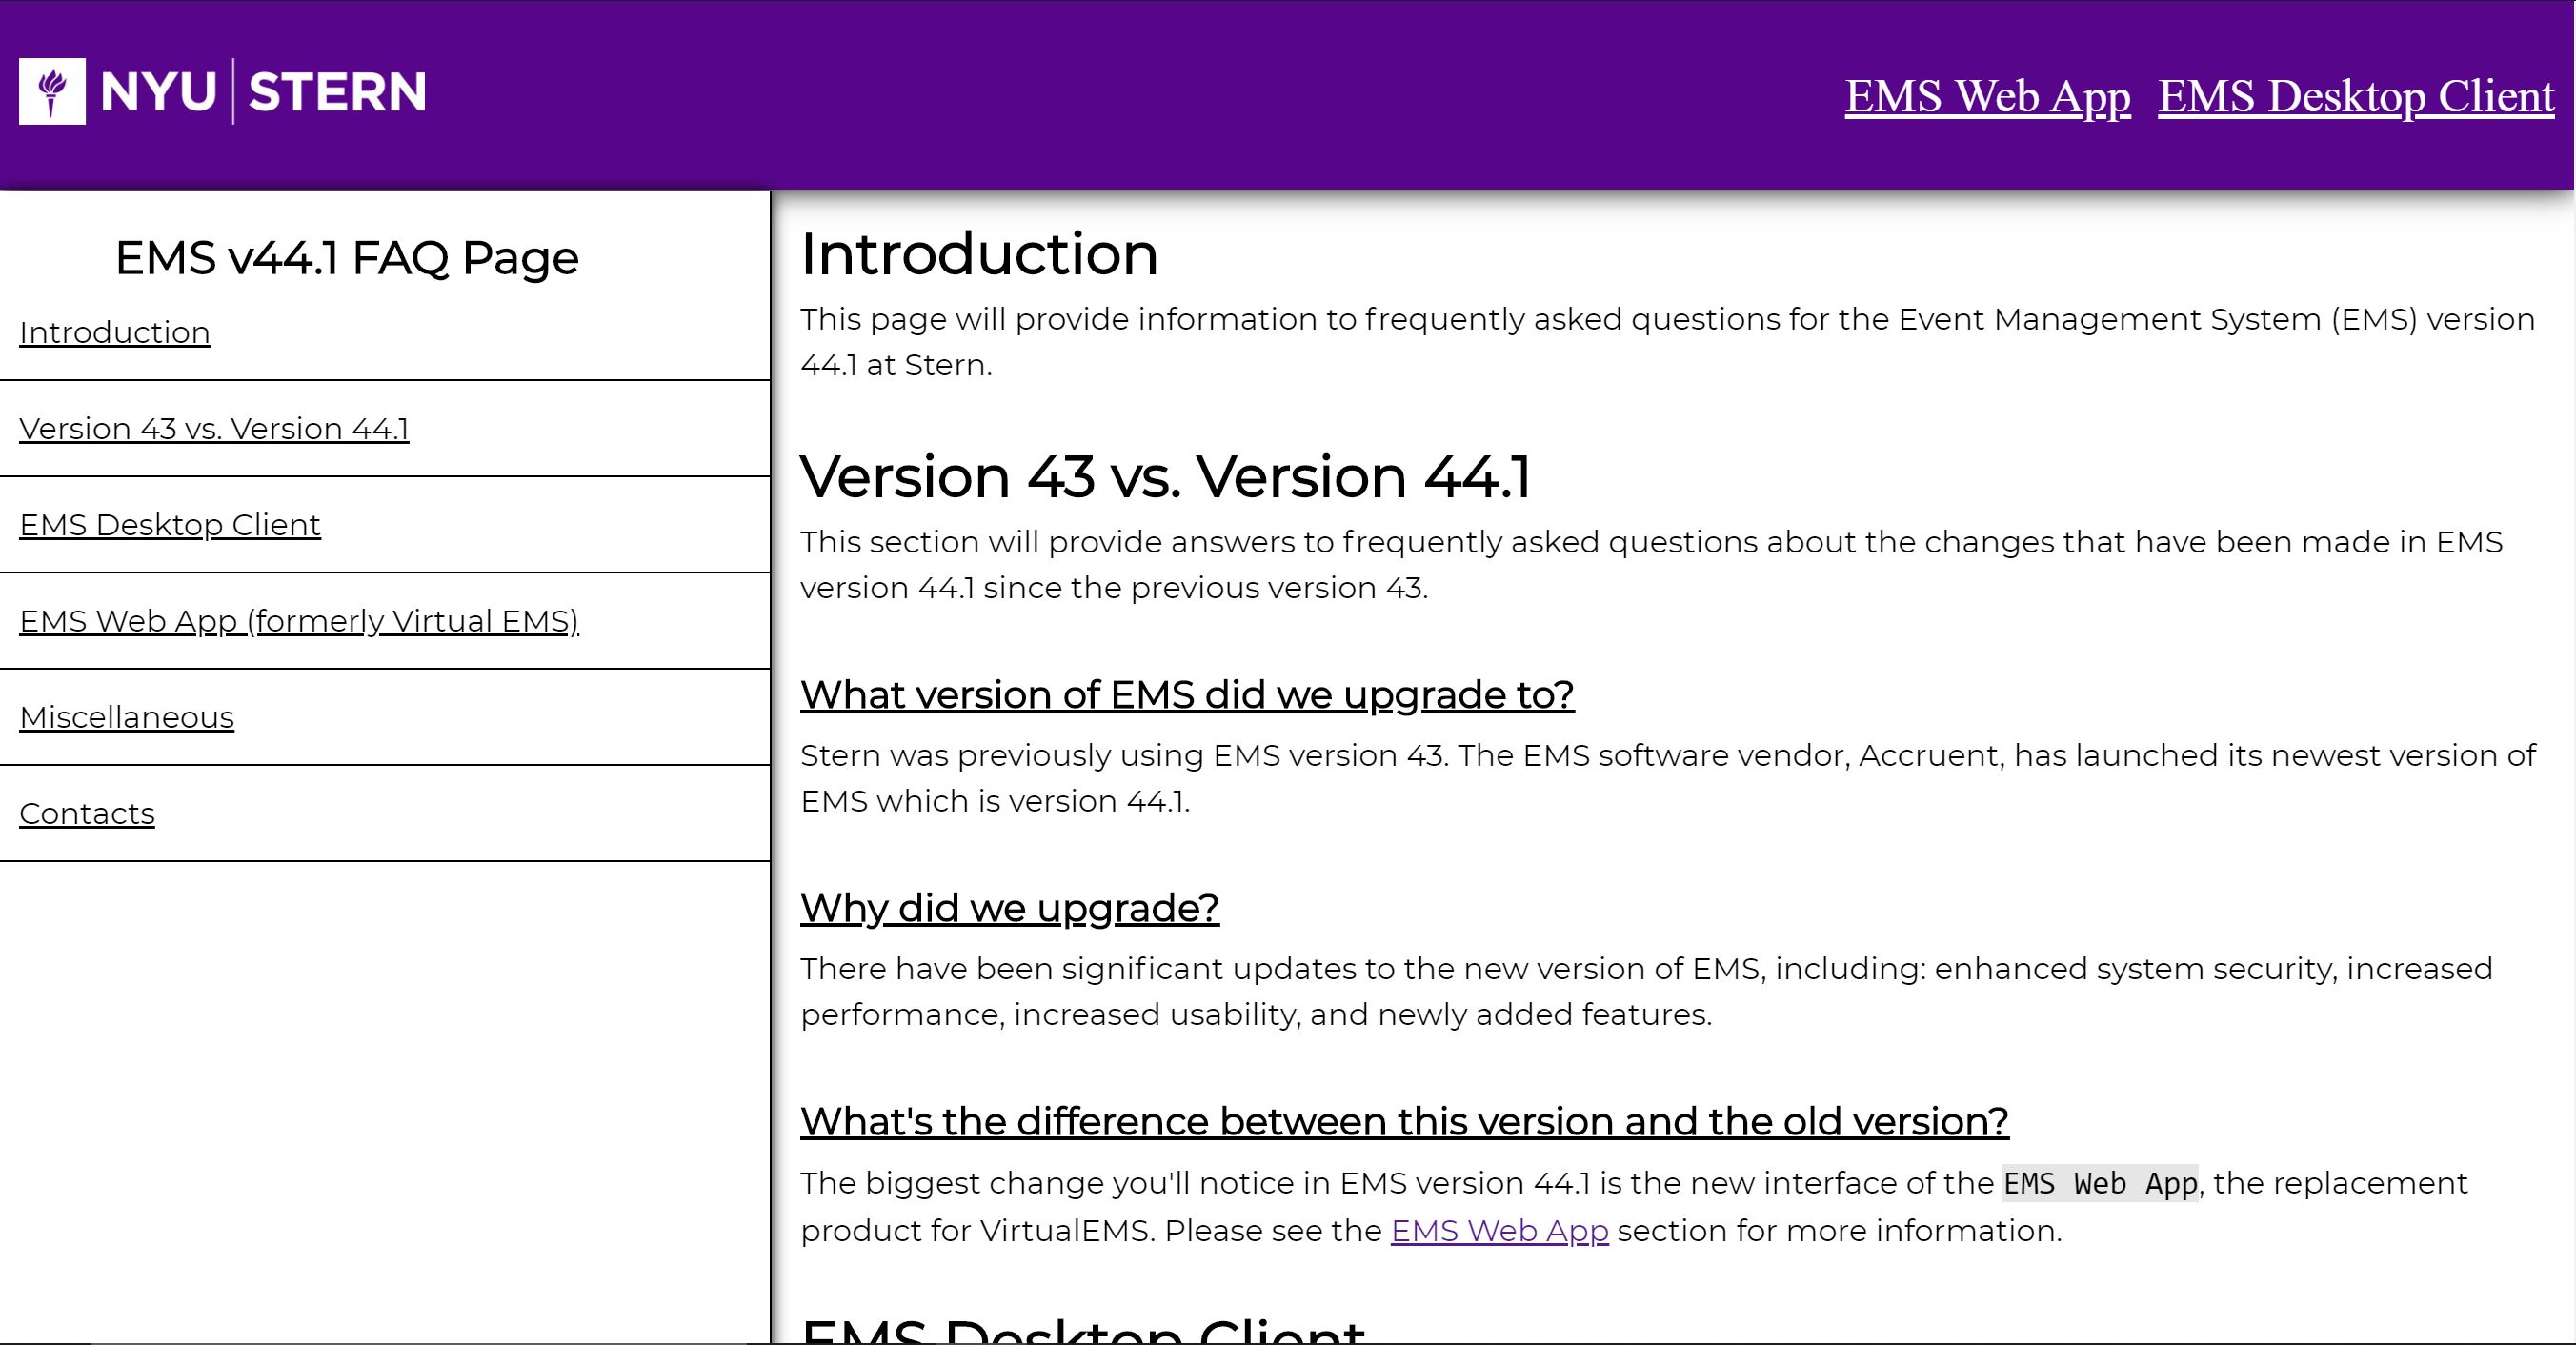 NYU | STERN
EMS Web App EMS Desktop Client
EMS v44.1 FAQ Page
Introduction
Version 43 vs. Version 44.1
EMS Desktop Client
EMS Web App (formerly Virtual EMS)
Miscellaneous
Contacts
Introduction
This page will provide information to frequently asked questions for the Event Management System (EMS) version
44.1 at Stern.
Version 43 vs. Version 44.1
This section will provide answers to frequently asked questions about the changes that have been made in EMS
version 44.1 since the previous version 43.
What version of EMS did we upgrade to?
Stern was previously using EMS version 43. The EMS software vendor, Accruent, has launched its newest version of
EMS which is version 44.1.
Why did we upgrade?
There have been significant updates to the new version of EMS, including: enhanced system security, increased
performance, increased usability, and newly added features.
What's the difference between this version and the old version?
The biggest change you'll notice in EMS version 44.1 is the new interface of the EMS Web App, the replacement
product for VirtualEMS. Please see the EMS Web App section for more information.
EMS Desktop Client